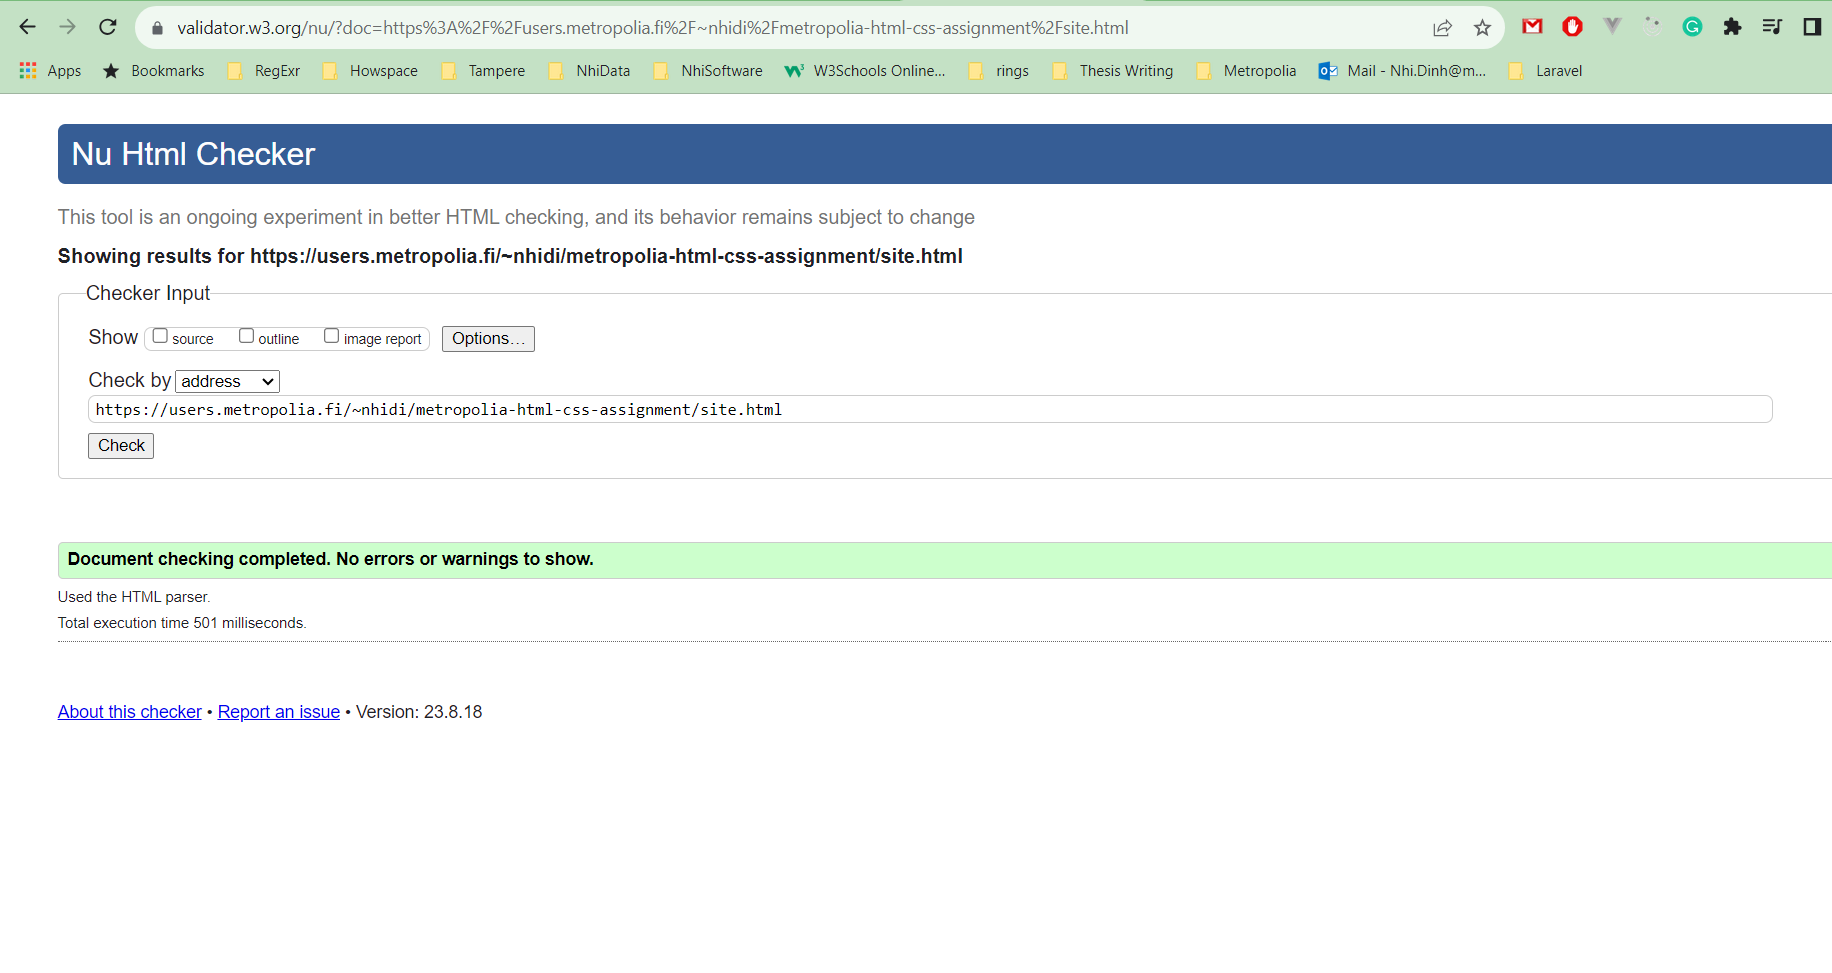 validator.w3.org/nu/?doc=https%3A%2F%2Fusers.metropolia.fi%2F~nhidi%2Fmetropolia-html-css-assignment%2Fsite.html
Apps Bookmarks RegExr Howspace Tampere NhiData NhiSoftware W3Schools Online... rings Thesis Writing Metropolia Mail - Nhi.Dinh@m... Laravel
Nu Html Checker
This tool is an ongoing experiment in better HTML checking, and its behavior remains subject to change
Showing results for https://users.metropolia.fi/~nhidi/metropolia-html-css-assignment/site.html
Checker Input
Show source outline image report Options...
Check by address
https://users.metropolia.fi/~nhidi/metropolia-html-css-assignment/site.html
Check
Document checking completed. No errors or warnings to show.
Used the HTML parser.
Total execution time 501 milliseconds.
About this checker • Report an issue • Version: 23.8.18